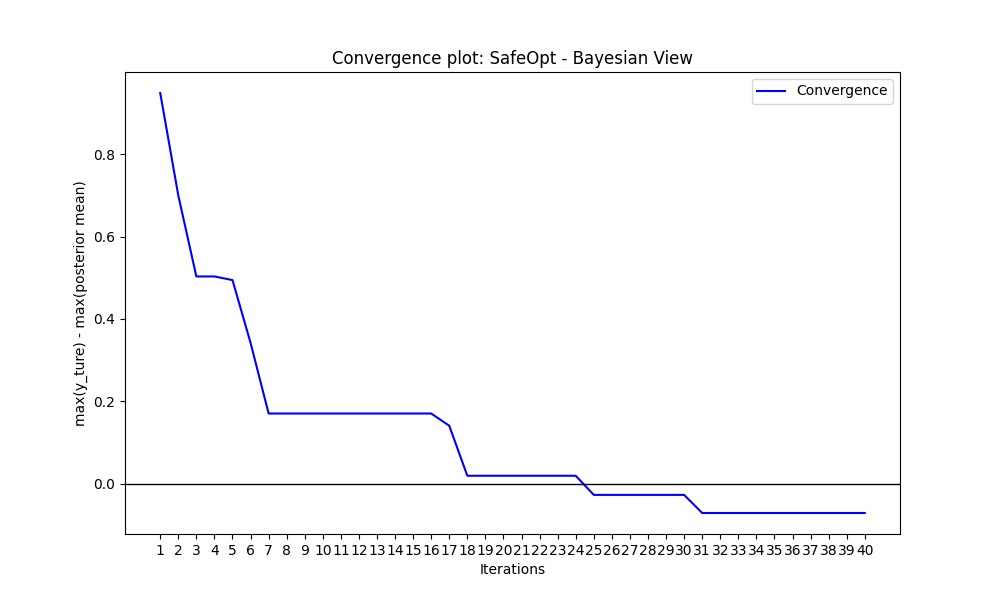 Convergence plot: SafeOpt - Bayesian View
Convergence
max(y_ture) - max(posterior mean)
0.8
0.6
0.4
0.2
0.0
1 2 3 4 5 6 7 8 9 10 11 12 13 14 15 16 17 18 19 20 21 22 23 24 25 26 27 28 29 30 31 32 33 34 35 36 37 38 39 40
Iterations